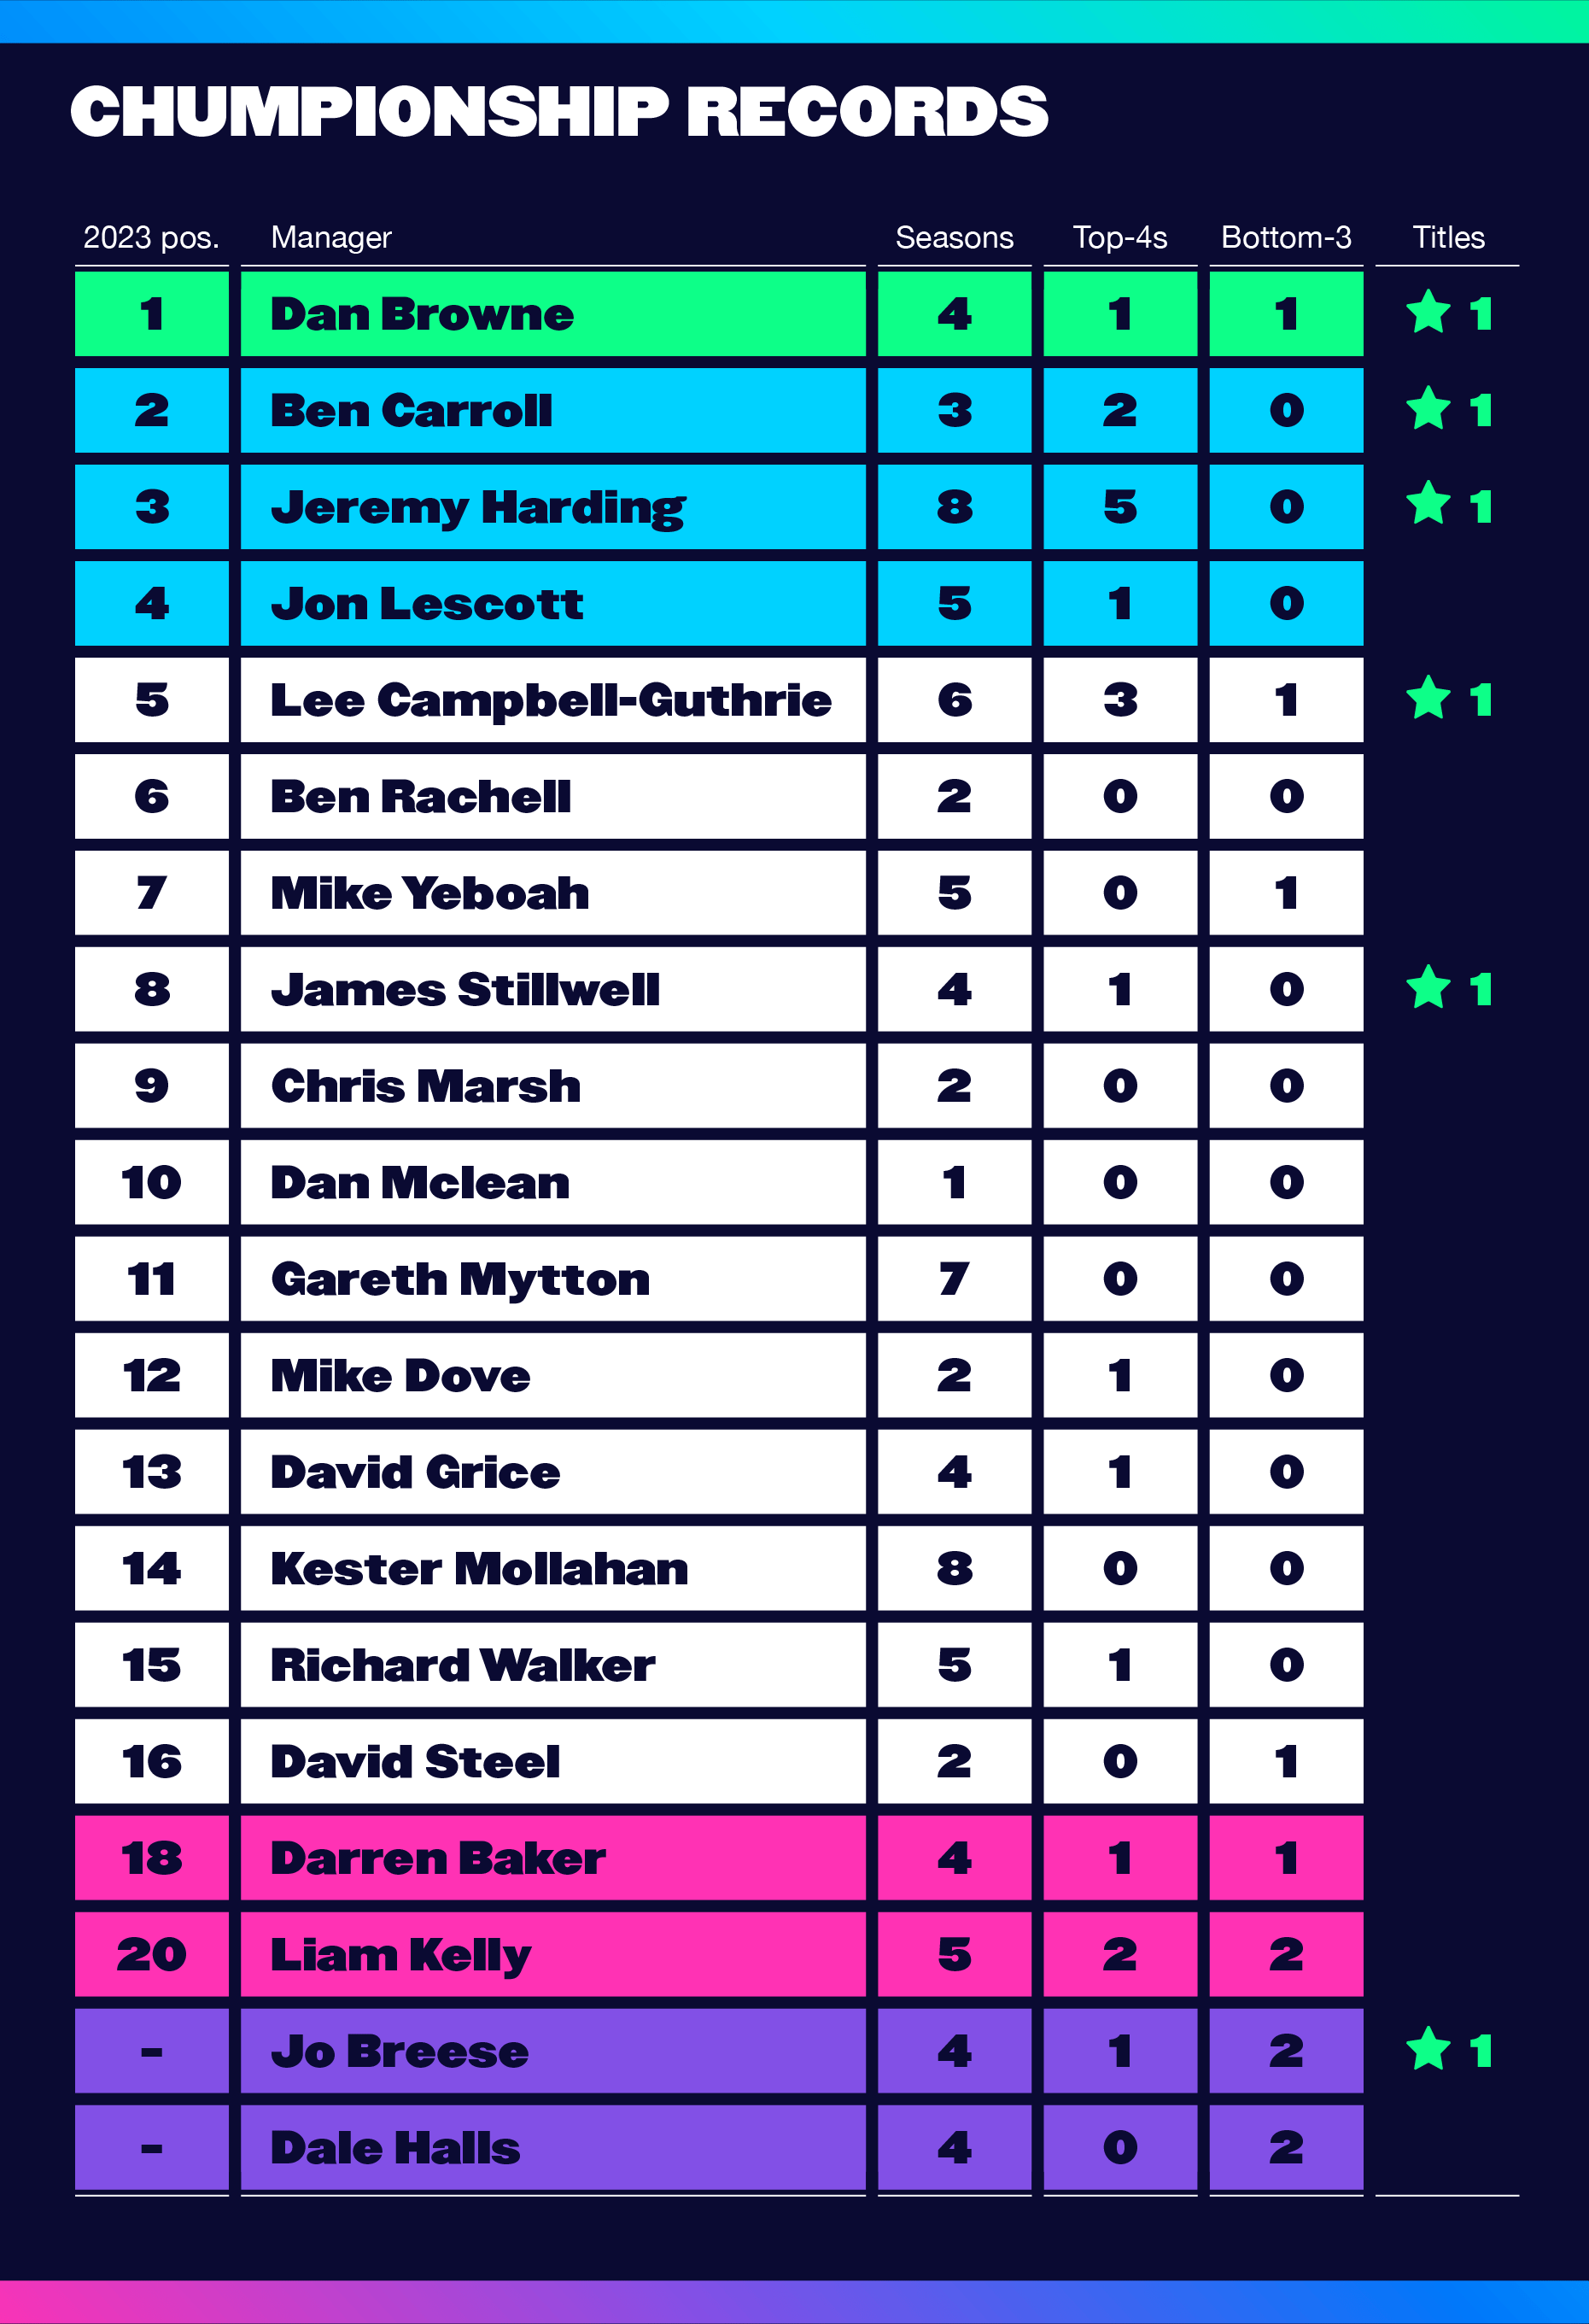 CHUMPIONSHIP RECORDS
2023 pos. Manager Seasons Top-4s Bottom-3 Titles
1 Dan Browne 4 1 1 ★ 1
2 Ben Carroll 3 2 0 ★ 1
3 Jeremy Harding 8 5 0 ★ 1
4 Jon Lescott 5 1 0
5 Lee Campbell-Guthrie 6 3 1 ★ 1
6 Ben Rachell 2 0 0
7 Mike Yeboah 5 0 1
8 James Stillwell 4 1 0 ★ 1
9 Chris Marsh 2 0 0
10 Dan Mclean 1 0 0
11 Gareth Mytton 7 0 0
12 Mike Dove 2 1 0
13 David Grice 4 1 0
14 Kester Mollahan 8 0 0
15 Richard Walker 5 1 0
16 David Steel 2 0 1
18 Darren Baker 4 1 1
20 Liam Kelly 5 2 2
- Jo Breese 4 1 2 ★ 1
- Dale Halls 4 0 2